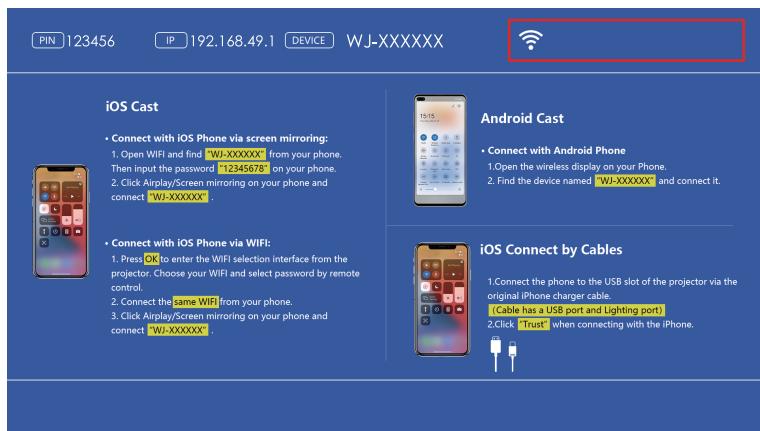 PIN 123456 IP 192.168.49.1 DEVICE WJ-XXXXXX
iOS Cast
• Connect with iOS Phone via screen mirroring:
1. Open WIFI and find "WJ-XXXXXX" from your phone.
Then input the password "12345678" on your phone.
2. Click Airplay/Screen mirroring on your phone and
connect "WJ-XXXXXX" .
• Connect with iOS Phone via WIFI:
1. Press OK to enter the WIFI selection interface from the
projector. Choose your WIFI and select password by remote
control.
2. Connect the same WIFI from your phone.
3. Click Airplay/Screen mirroring on your phone and
connect "WJ-XXXXXX" .
15:15
Android Cast
• Connect with Android Phone
1.Open the wireless display on your Phone.
2. Find the device named "WJ-XXXXXX" and connect it.
iOS Connect by Cables
1.Connect the phone to the USB slot of the projector via the
original iPhone charger cable.
(Cable has a USB port and Lighting port)
2.Click "Trust" when connecting with the iPhone.